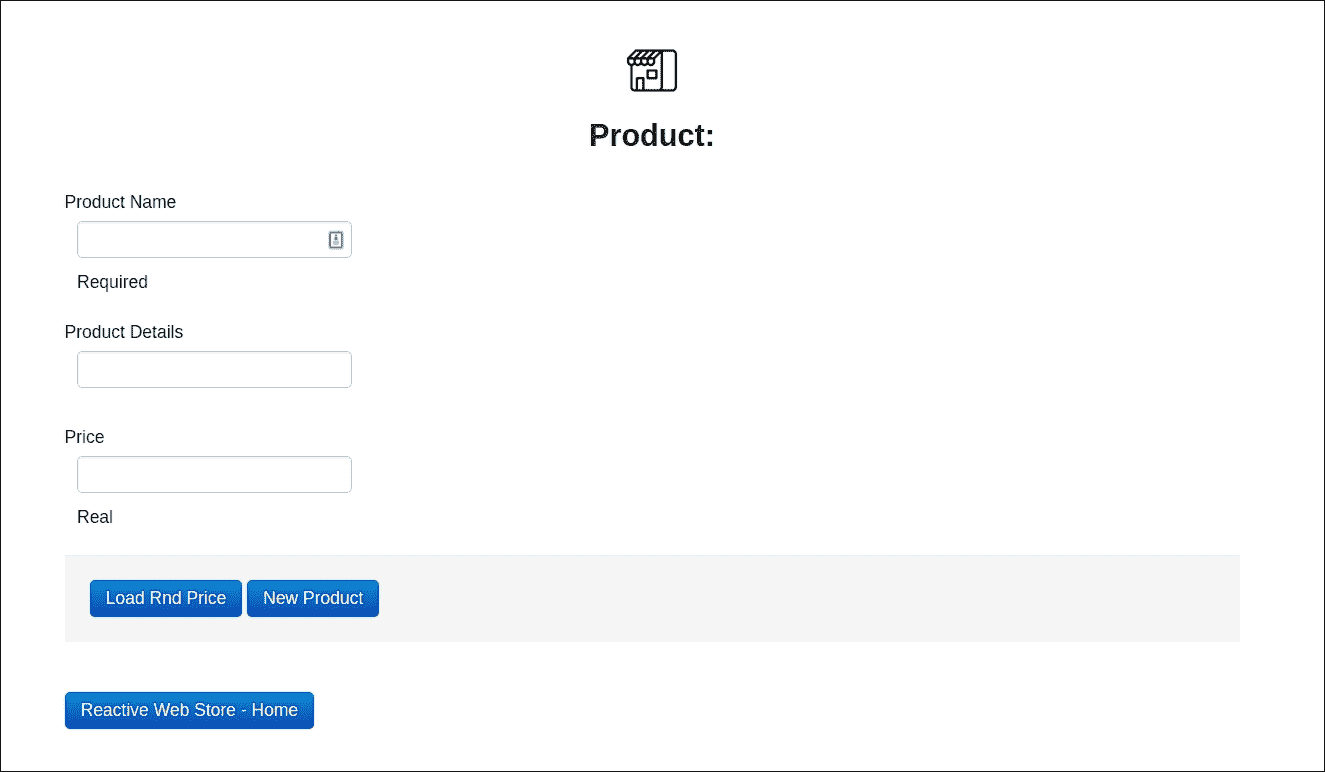 Product:
Product Name
Required
Product Details
Price
Real
Load Rnd Price New Product
Reactive Web Store - Home